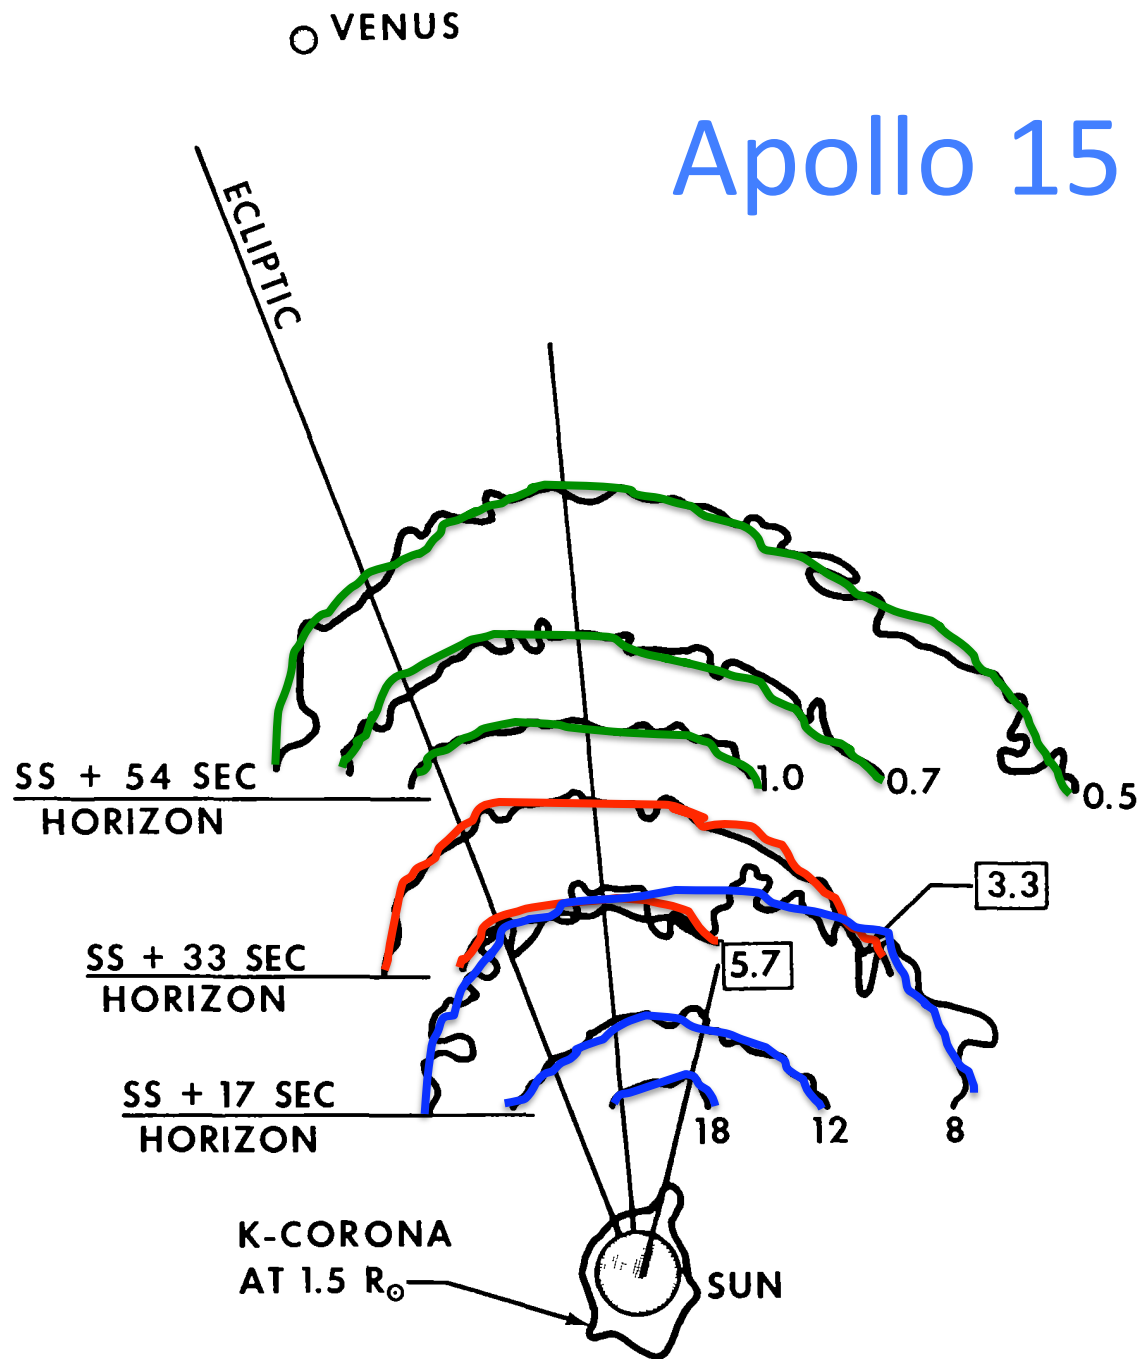 VENUS
Apollo 15
ECLIPTIC
SS + 54 SEC
HORIZON
1.0
0.7
0.5
3.3
SS + 33 SEC
HORIZON
5.7
SS + 17 SEC
HORIZON
18
12
8
K-CORONA
AT 1.5 R☉
SUN